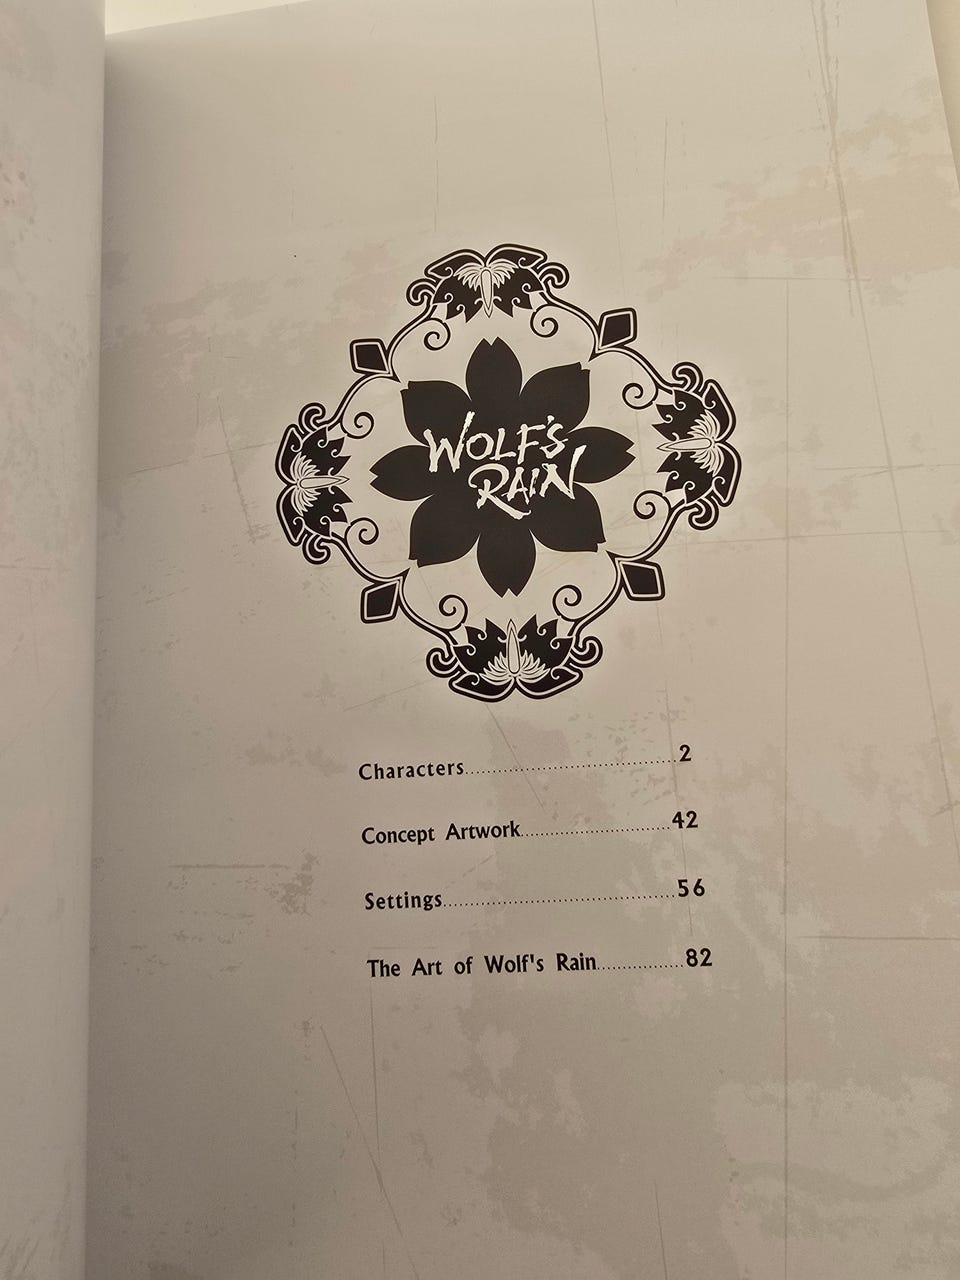 WOLF'S
RAIN
Characters..............................2
Concept Artwork.....................42
Settings.................................56
The Art of Wolf's Rain...............82